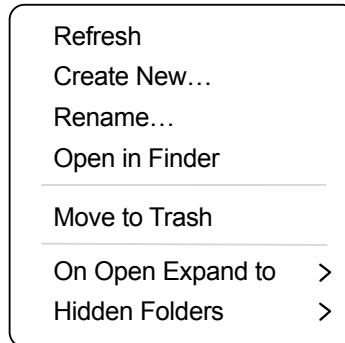 Refresh
Create New…
Rename…
Open in Finder
Move to Trash
On Open Expand to >
Hidden Folders >